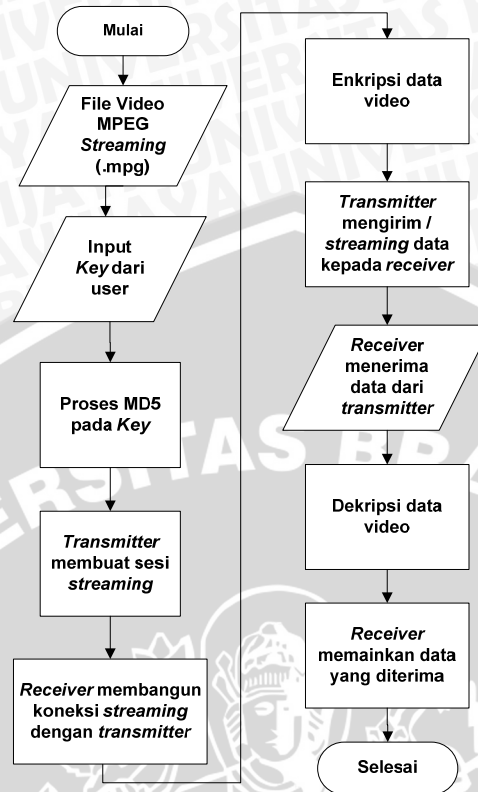 Mulai
File Video
MPEG
Streaming
(.mpg)
Input
Key dari
user
Proses MD5
pada Key
Transmitter
membuat sesi
streaming
Receiver membangun
koneksi streaming
dengan transmitter
Enkripsi data
video
Transmitter
mengirim /
streaming data
kepada receiver
Receiver
menerima
data dari
transmitter
Dekripsi data
video
Receiver
memainkan data
yang diterima
Selesai